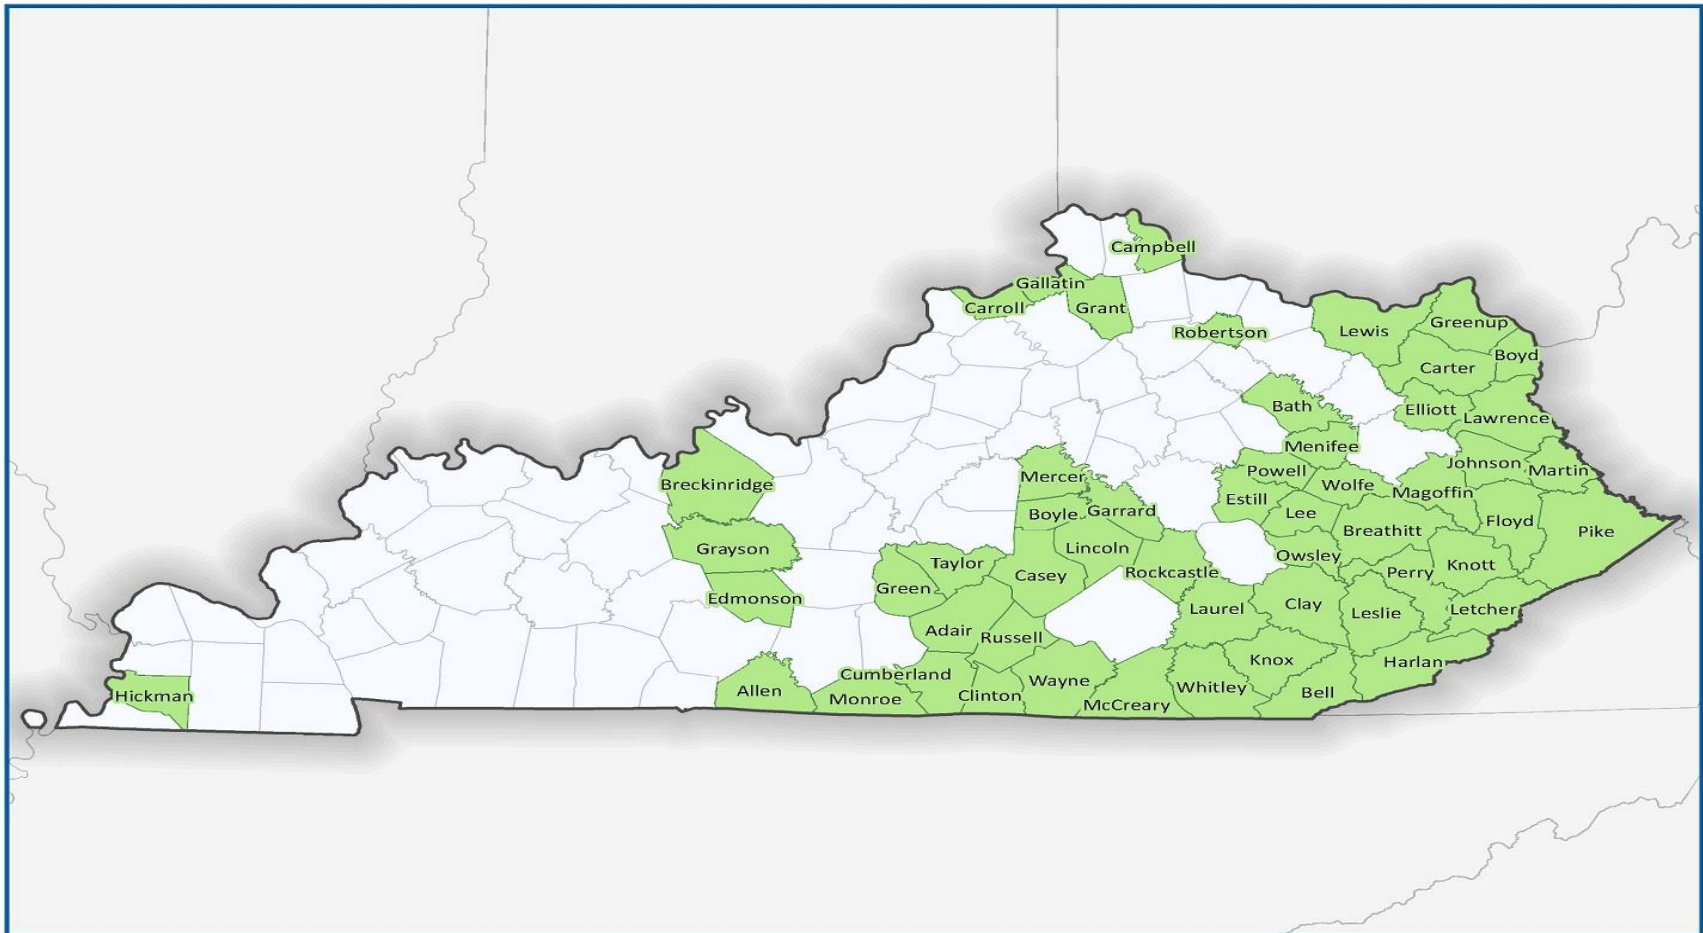 Campbell
Gallatin
Carroll
Grant
Robertson
Lewis
Greenup
Boyd
Carter
Bath
Elliott
Lawrence
Menifee
Johnson
Martin
Powell
Mercer
Wolfe
Magoffin
Breckinridge
Estill
Boyle
Garrard
Lee
Floyd
Breathitt
Pike
Grayson
Lincoln
Owsley
Taylor
Casey
Rockcastle
Perry
Knott
Green
Edmonson
Laurel
Clay
Leslie
Letcher
Adair
Russell
Knox
Harlan
Cumberland
Wayne
Whitley
Allen
Monroe
Clinton
Bell
Hickman
McCreary